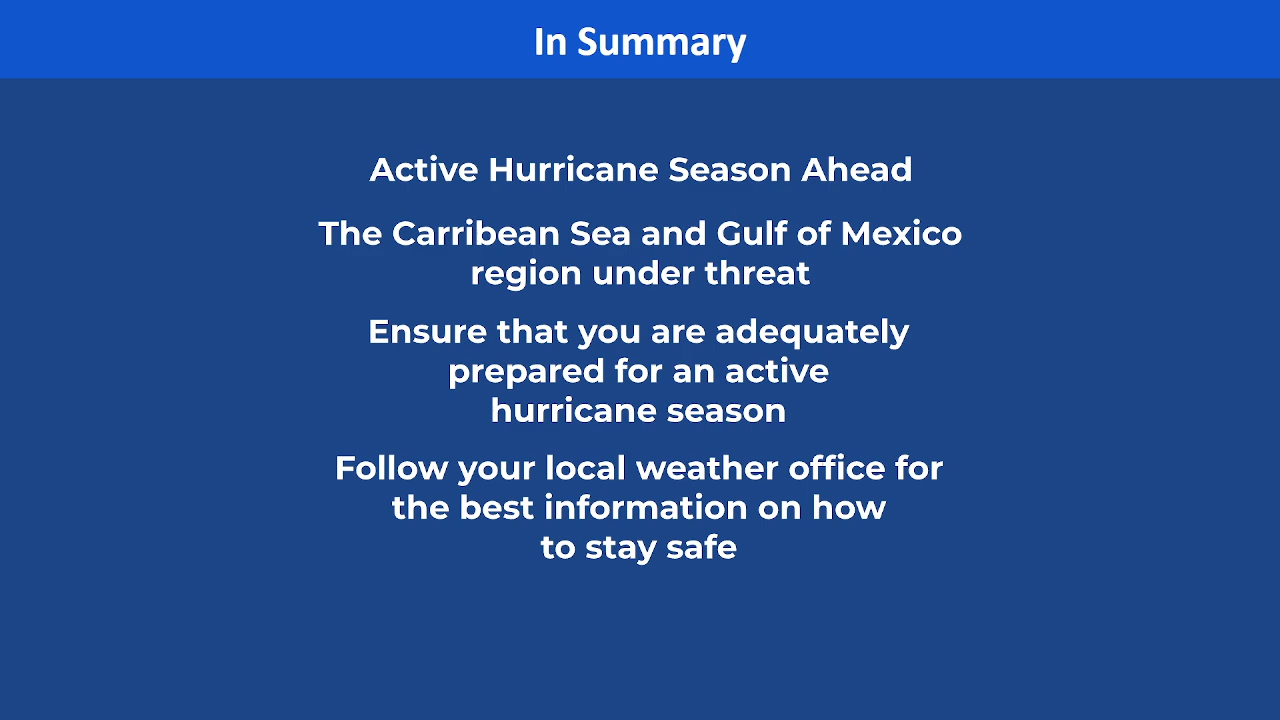 In Summary
Active Hurricane Season Ahead
The Carribean Sea and Gulf of Mexico
region under threat
Ensure that you are adequately
prepared for an active
hurricane season
Follow your local weather office for
the best information on how
to stay safe